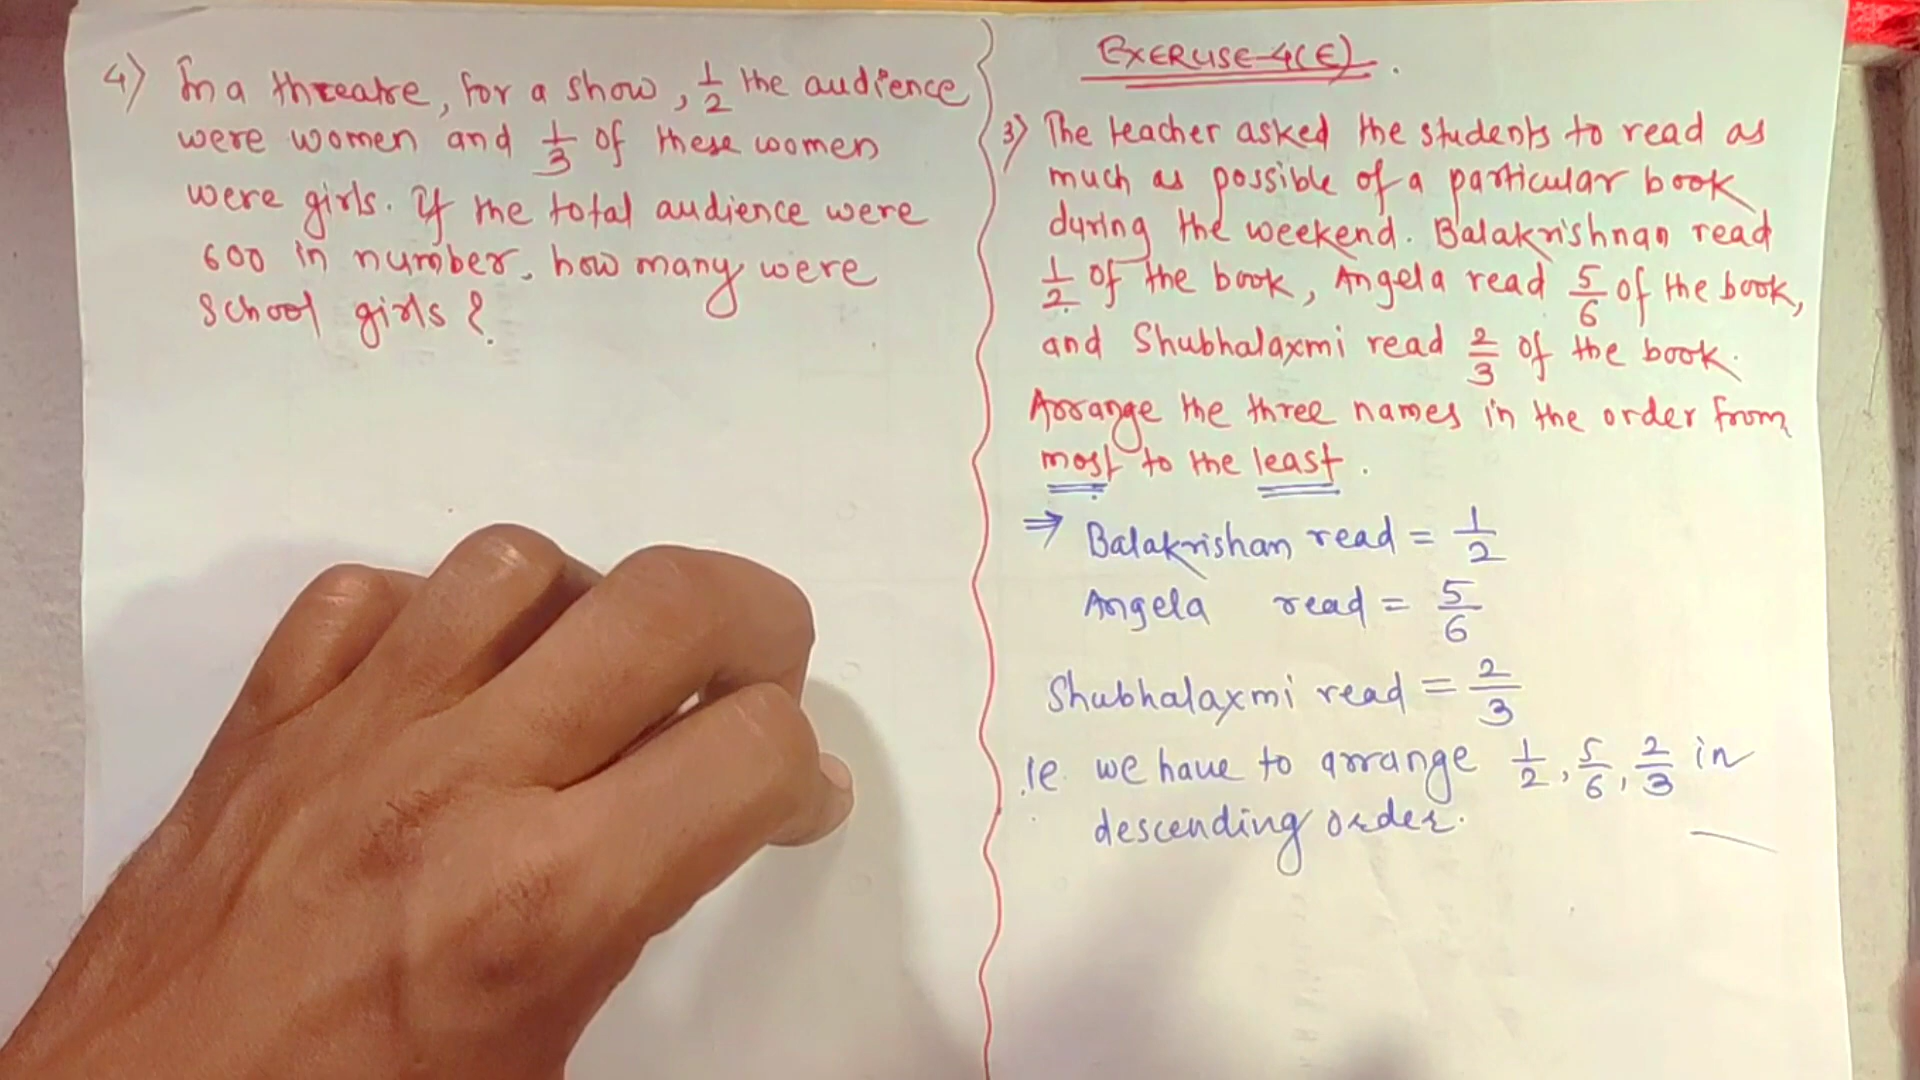 4) In a threatre, for a show, 1/2 the audience
were women and 1/3 of these women
were girls. If the total audience were
600 in number, how many were
School girls?
EXERUSE-4(E).
3) The teacher asked the students to read as
much as possible of a particular book
during the weekend. Balakrishnan read
1/2 of the book, Angela read 5/6 of the book,
and Shubhalaxmi read 2/3 of the book.
Arrange the three names in the order from
most to the least.
⇒ Balakrishan read = 1/2
Angela read = 5/6
Shubhalaxmi read = 2/3
.ie we have to arrange 1/2, 5/6, 2/3 in
descending order.